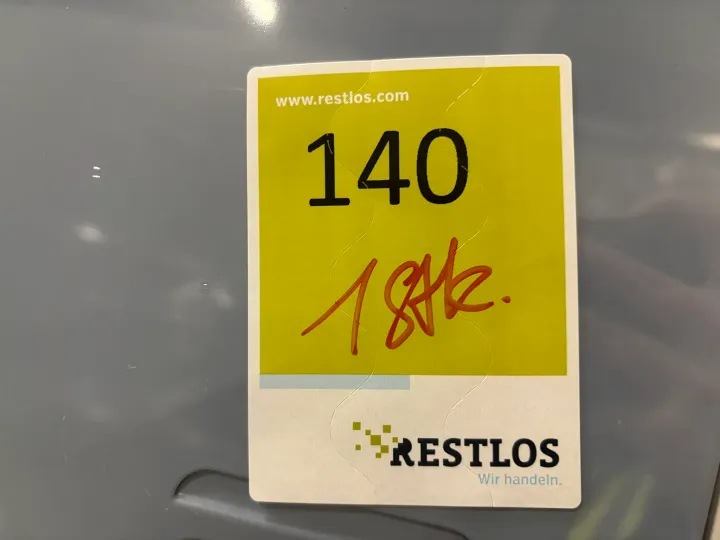 www.restlos.com
140
1 Stk.
RESTLOS
Wir handeln.